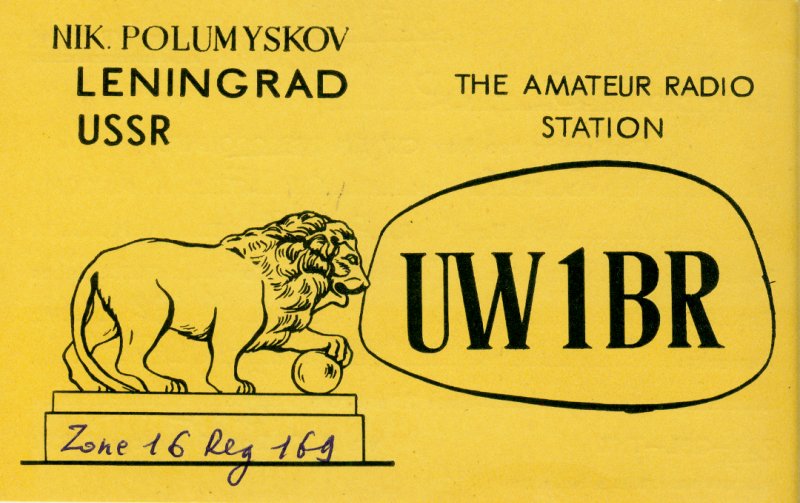 NIK. POLUMYSKOV
LENINGRAD
USSR
THE AMATEUR RADIO
STATION
UW1BR
Zone 16 Reg 169